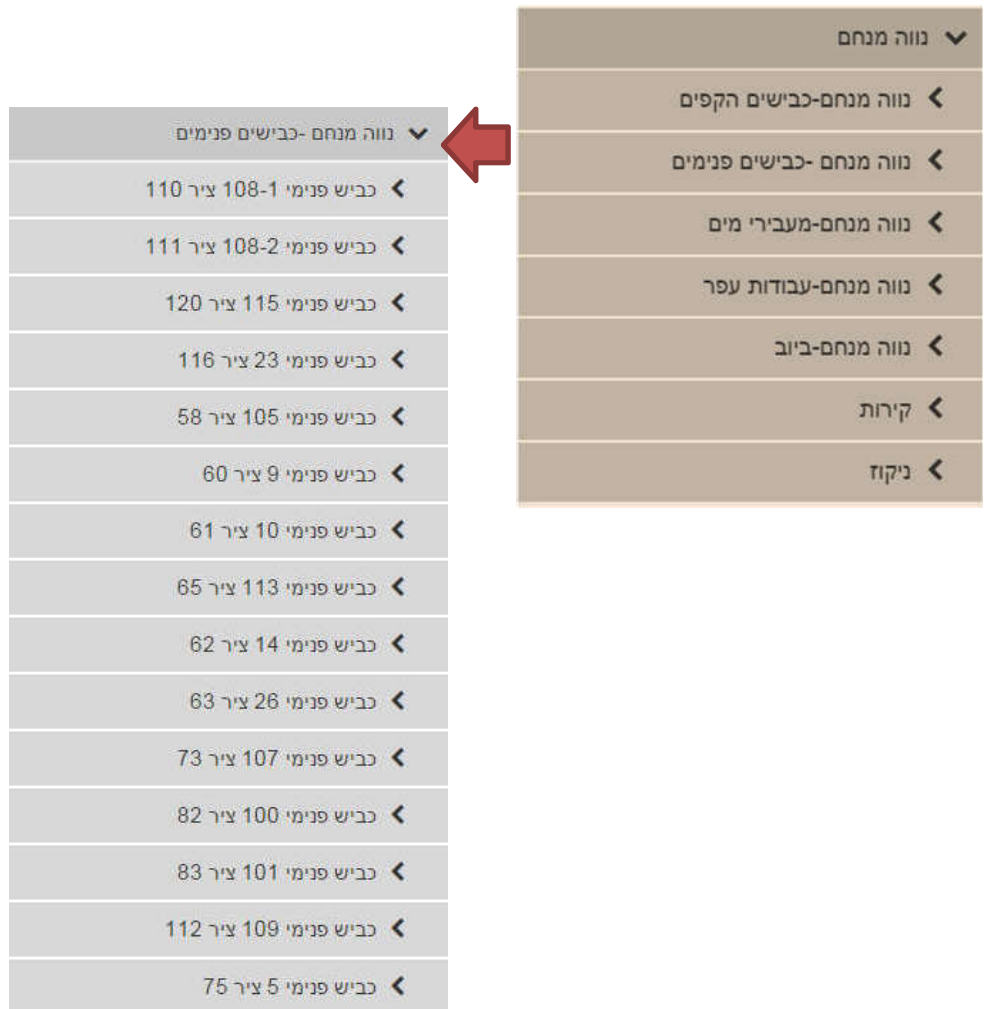 נווה מנחם
נווה מנחם-כבישים הקפים
נווה מנחם -כבישים פנימים
נווה מנחם-מעבירי מים
נווה מנחם-עבודות עפר
נווה מנחם-ביוב
קירות
ניקוז
נווה מנחם -כבישים פנימים
כביש פנימי 108-1 ציר 110
כביש פנימי 108-2 ציר 111
כביש פנימי 115 ציר 120
כביש פנימי 23 ציר 116
כביש פנימי 105 ציר 58
כביש פנימי 9 ציר 60
כביש פנימי 10 ציר 61
כביש פנימי 113 ציר 65
כביש פנימי 14 ציר 62
כביש פנימי 26 ציר 63
כביש פנימי 107 ציר 73
כביש פנימי 100 ציר 82
כביש פנימי 101 ציר 83
כביש פנימי 109 ציר 112
כביש פנימי 5 ציר 75